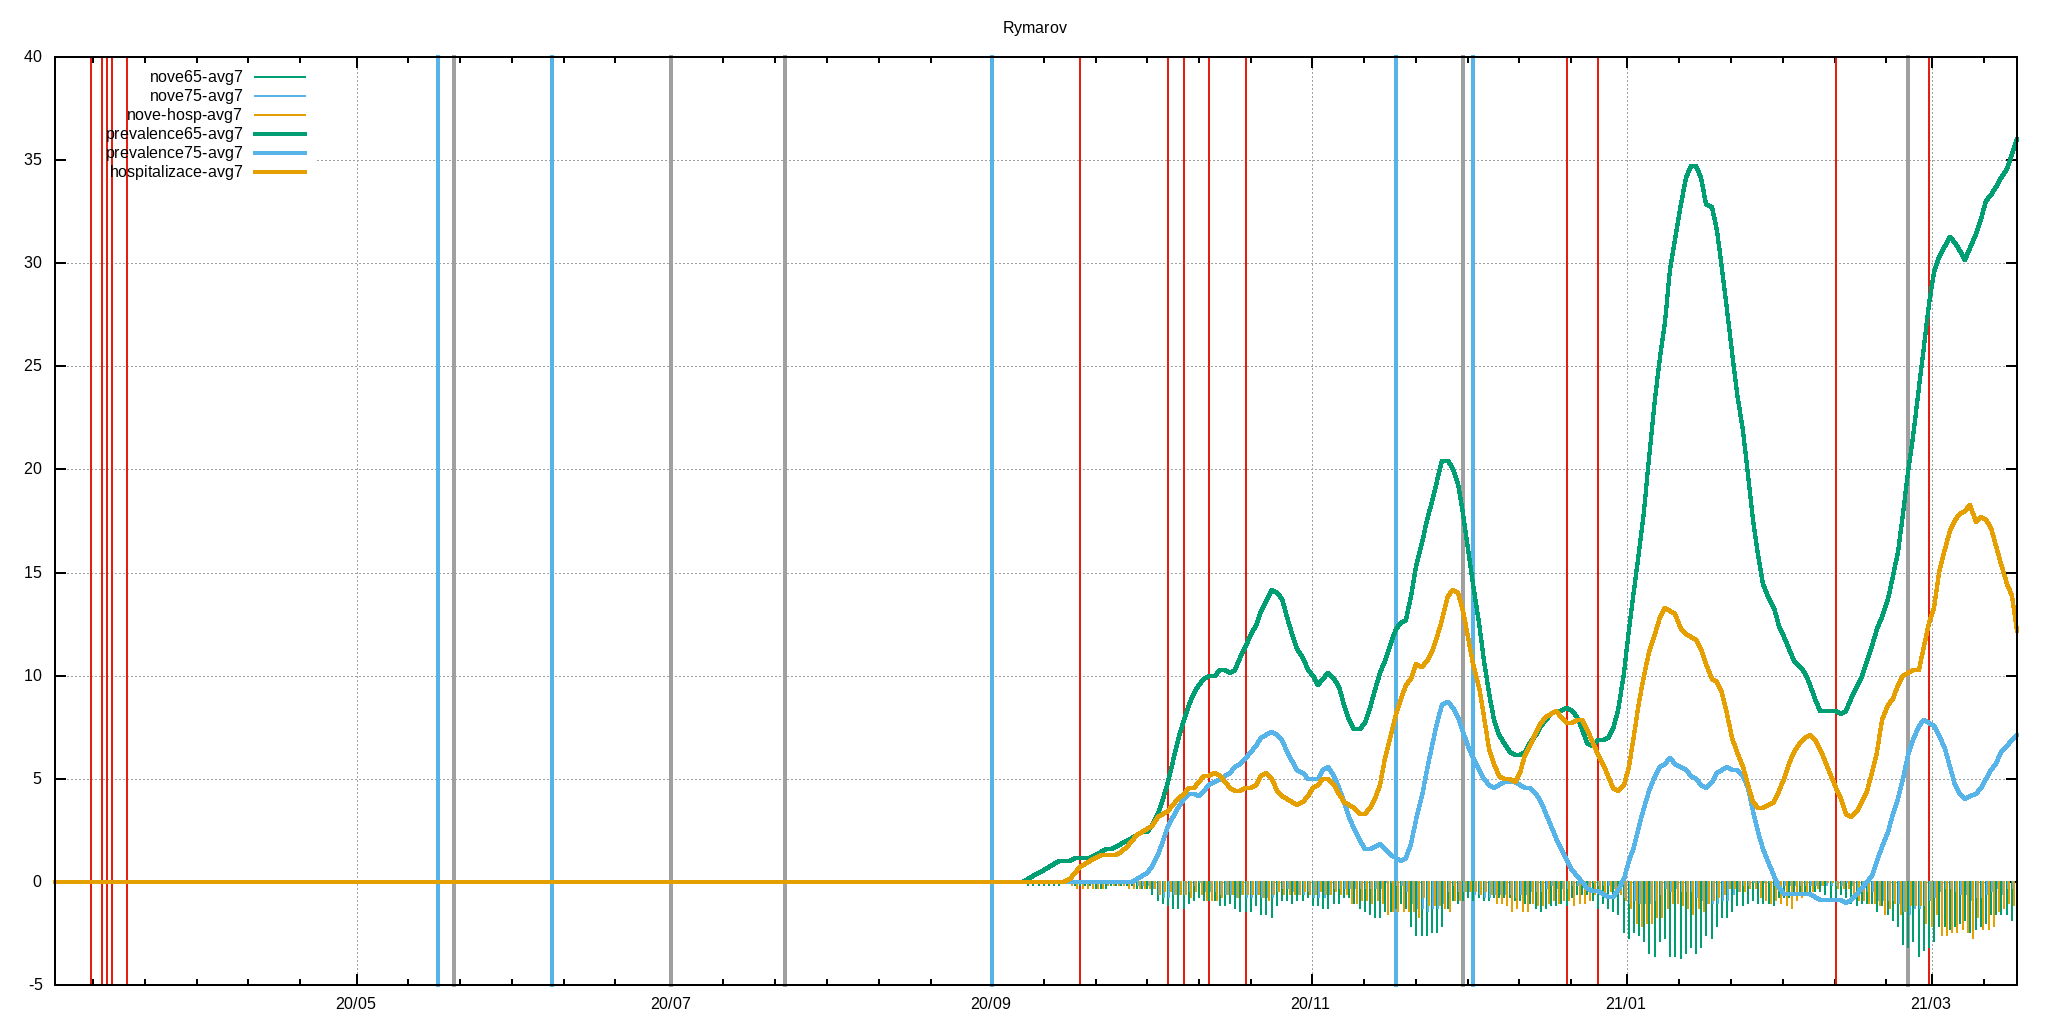 Rymarov
40
nove65-avg7
nove75-avg7
nove-hosp-avg7
prevalence65-avg7
prevalence75-avg7
hospitalizace-avg7
35
30
25
20
15
10
5
0
-5
20/05 20/07 20/09 20/11 21/01 21/03